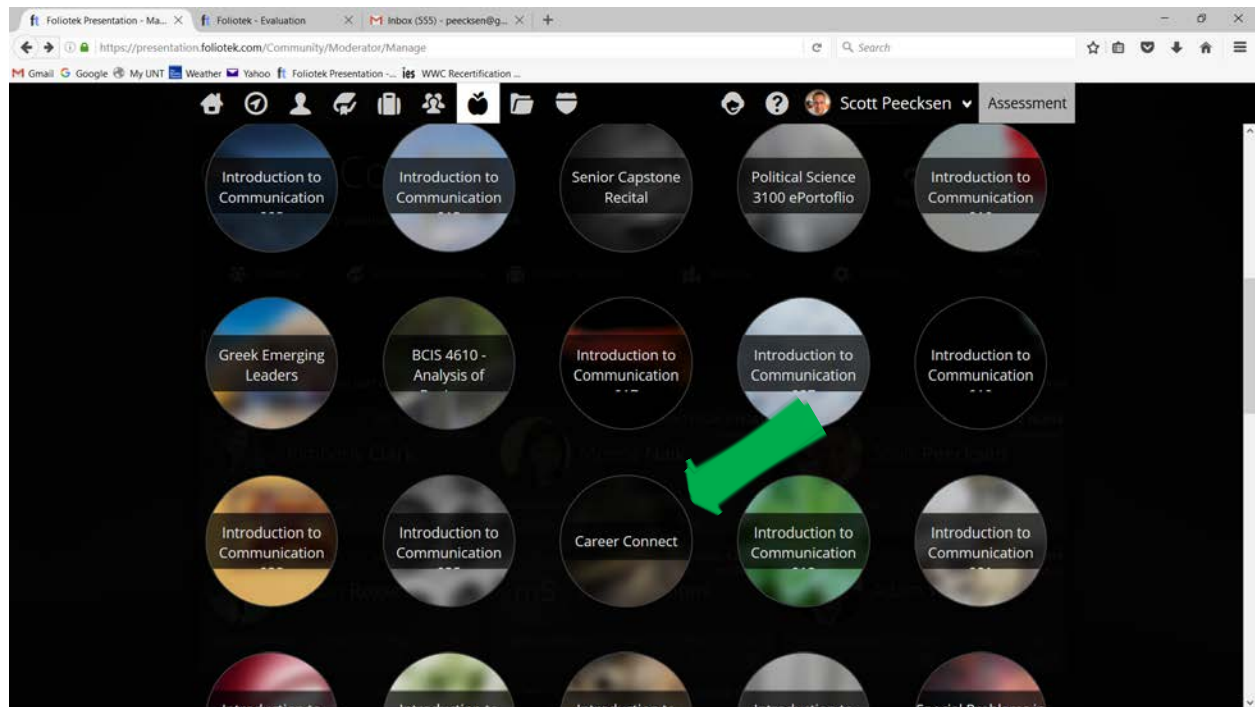 Foliotek Presentation - Ma...
Foliotek - Evaluation
Inbox (555) - peecksen@g...
https://presentation.foliotek.com/Community/Moderator/Manage
Search
Gmail
Google
My UNT
Weather
Yahoo
Foliotek Presentation -...
ies WWC Recertification ...
Scott Peecksen
Assessment
Introduction to
Communication
Introduction to
Communication
Senior Capstone
Recital
Political Science
3100 ePortoflio
Introduction to
Communication
Greek Emerging
Leaders
BCIS 4610 -
Analysis of
Introduction to
Communication
Introduction to
Communication
Introduction to
Communication
Introduction to
Communication
Introduction to
Communication
Career Connect
Introduction to
Communication
Introduction to
Communication